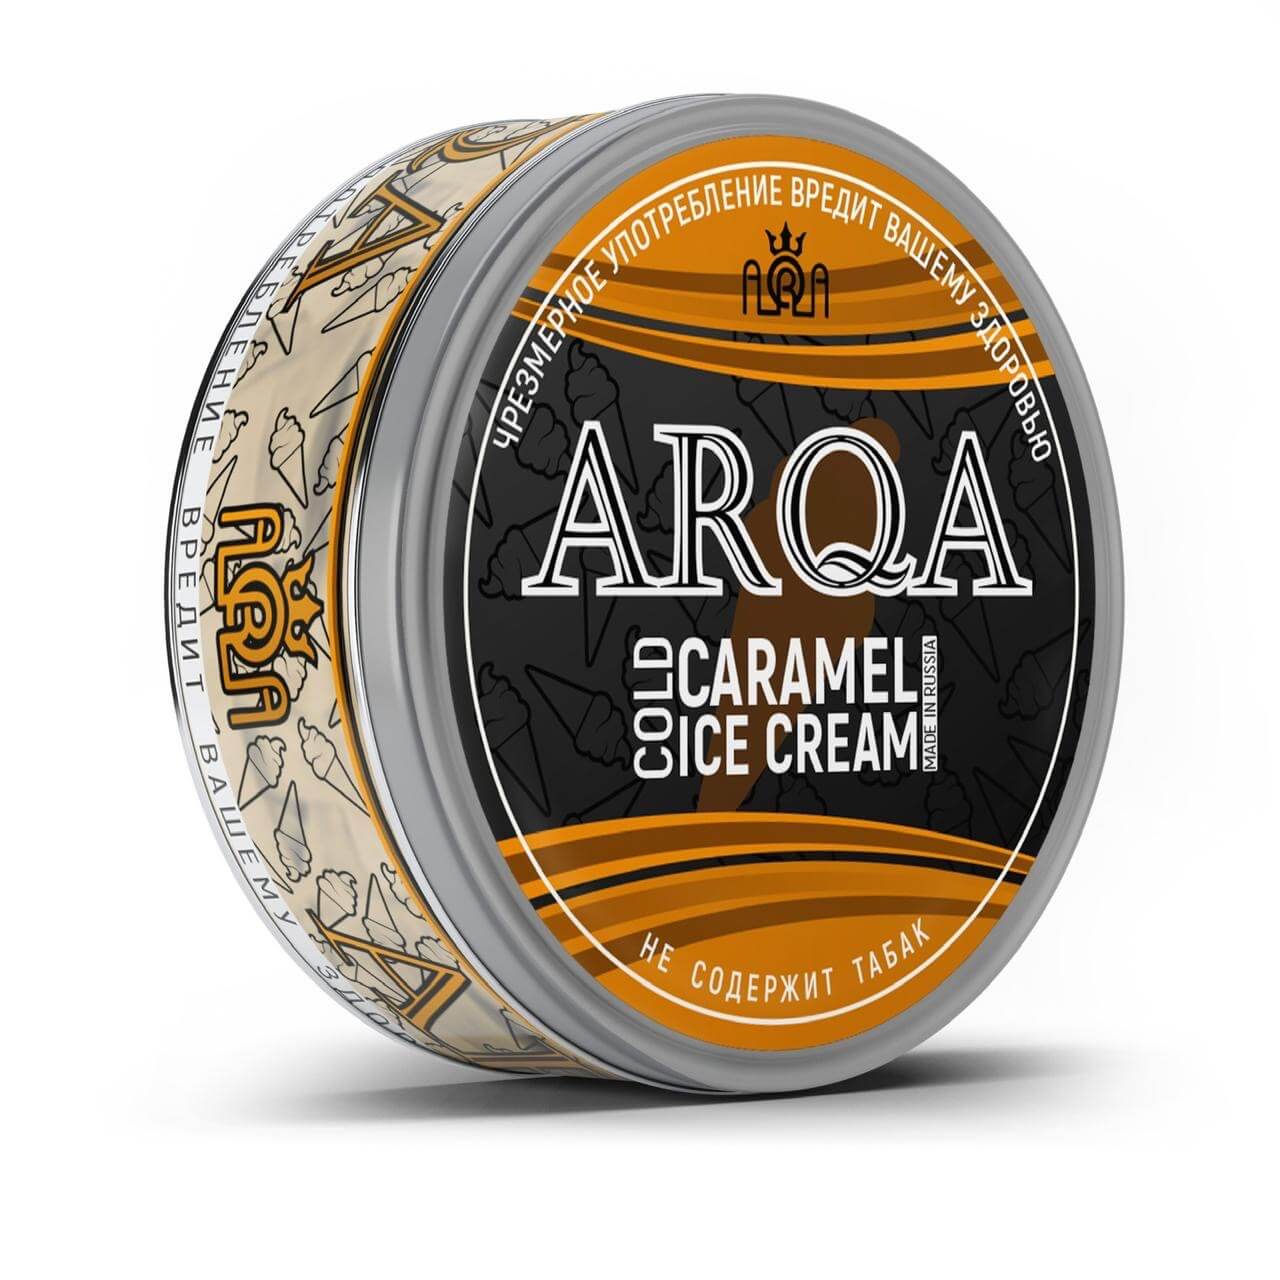 ЧРЕЗМЕРНОЕ УПОТРЕБЛЕНИЕ ВРЕДИТ ВАШЕМУ ЗДОРОВЬЮ
ARQA
ARQA
COLD
CARAMEL
ICE CREAM
MADE IN RUSSIA
НЕ СОДЕРЖИТ ТАБАК
ARQA
ВРЕДИТ ВАШЕМУ